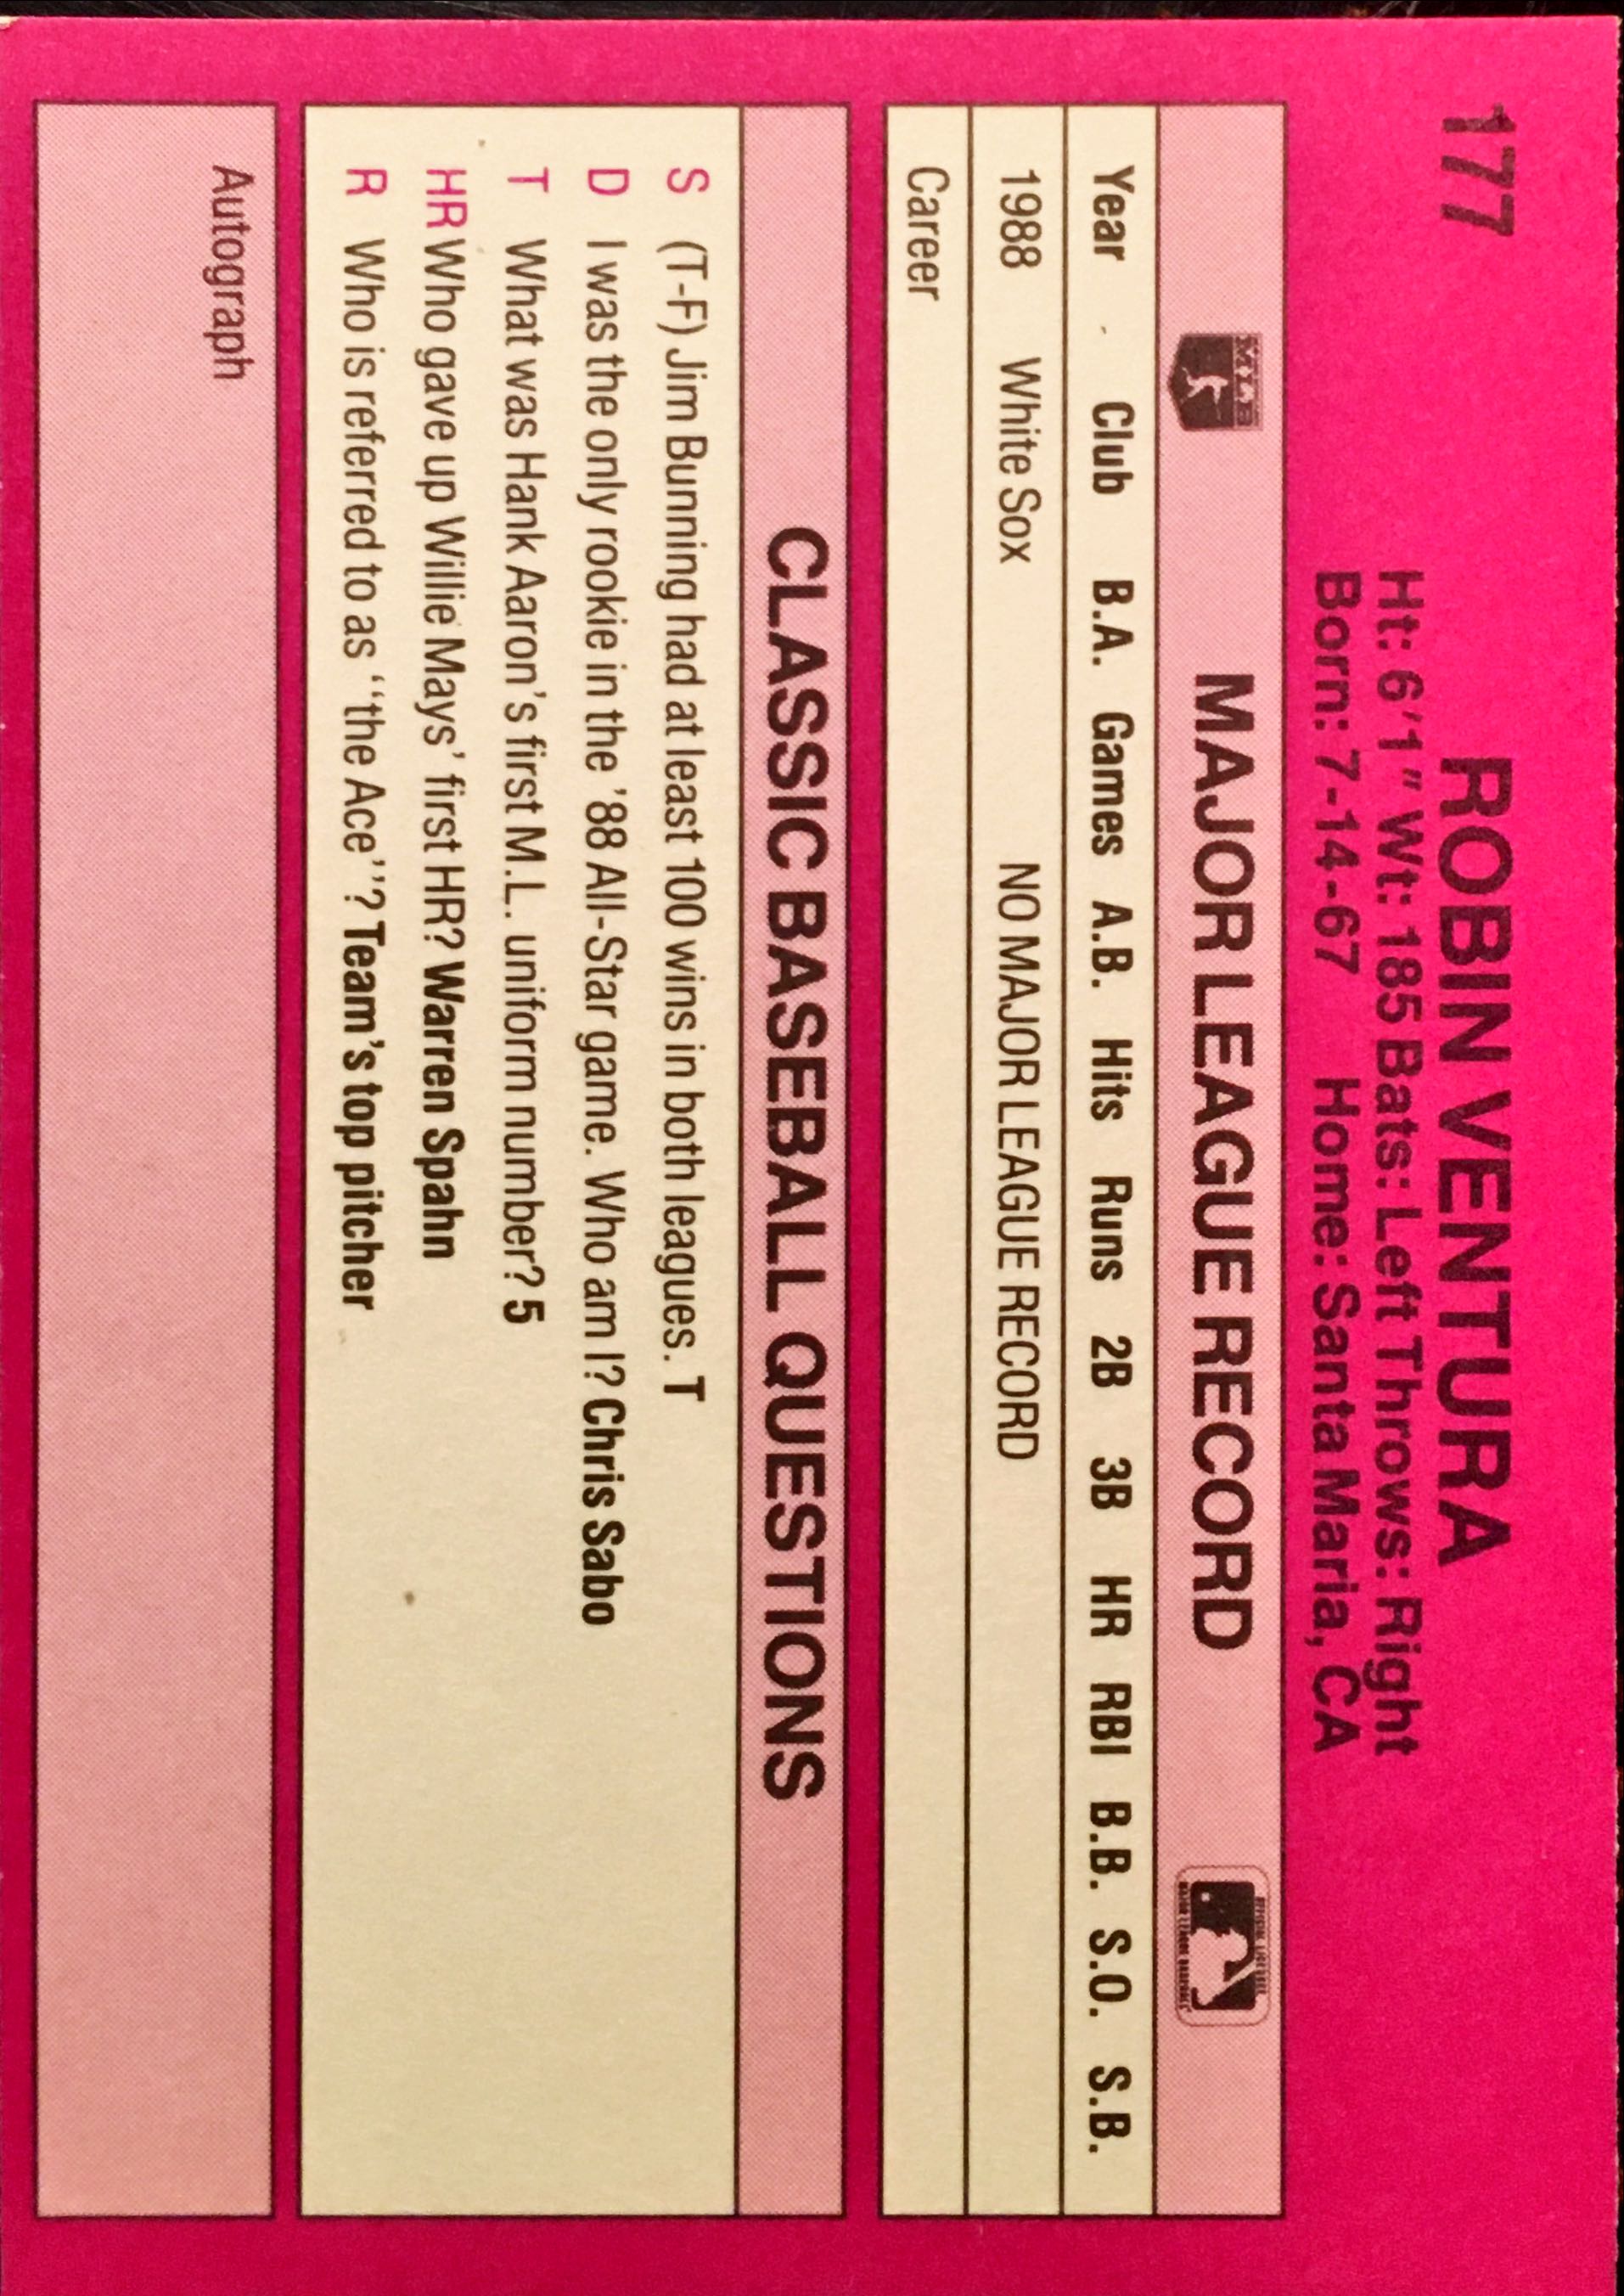 177
ROBIN VENTURA
Ht: 6'1" Wt: 185 Bats: Left Throws: Right
Born: 7-14-67 Home: Santa Maria, CA
MAJOR LEAGUE RECORD
Year Club B.A. Games A.B. Hits Runs 2B 3B HR RBI B.B. S.O. S.B.
1988 White Sox NO MAJOR LEAGUE RECORD
Career
CLASSIC BASEBALL QUESTIONS
S (T-F) Jim Bunning had at least 100 wins in both leagues. T
D I was the only rookie in the '88 All-Star game. Who am I? Chris Sabo
T What was Hank Aaron's first M.L. uniform number? 5
HR Who gave up Willie Mays' first HR? Warren Spahn
R Who is referred to as ‘‘the Ace’’? Team's top pitcher
Autograph